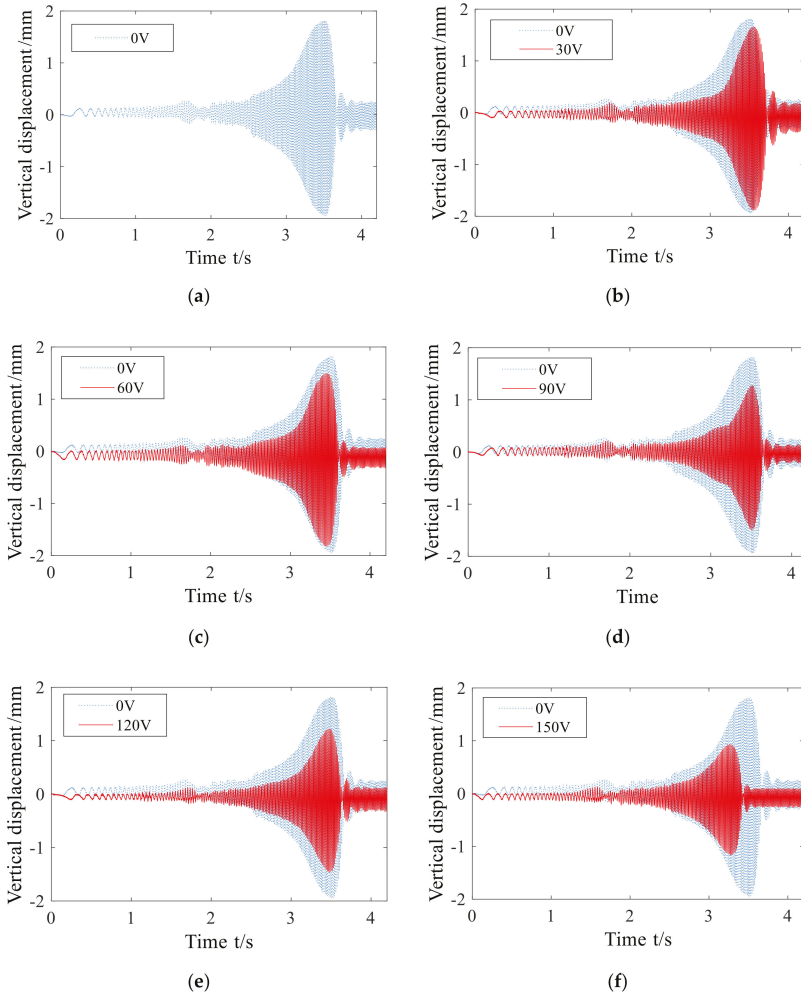 Vertical displacement /mm
2
1
0
-1
-2
0V
0
1
2
3
4
Time t/s
(a)
Vertical displacement /mm
2
1
0
-1
-2
0V
30V
0
1
2
3
4
Time t/s
(b)
Vertical displacement /mm
2
1
0
-1
-2
0V
60V
0
1
2
3
4
Time t/s
(c)
Vertical displacement /mm
2
1
0
-1
-2
0V
90V
0
1
2
3
4
Time
(d)
Vertical displacement /mm
2
1
0
-1
-2
0V
120V
0
1
2
3
4
Time t/s
(e)
Vertical displacement /mm
2
1
0
-1
-2
0V
150V
0
1
2
3
4
Time t/s
(f)